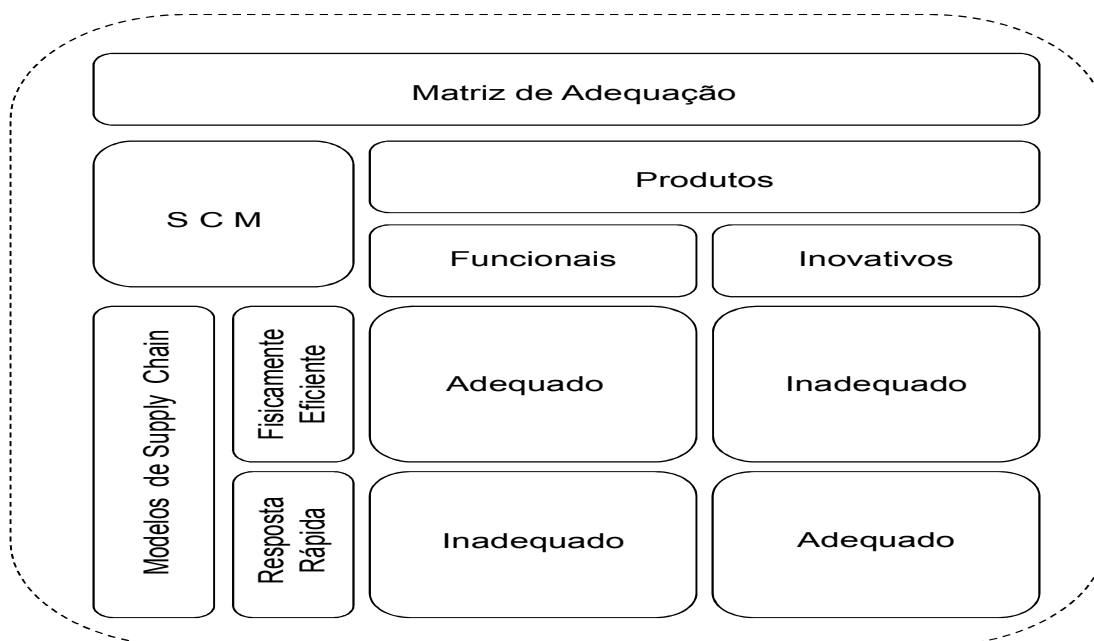 Matriz de Adequação
S C M
Produtos
Funcionais
Inovativos
Modelos de Supply Chain
Fisicamente
Eficiente
Adequado
Inadequado
Resposta
Rápida
Inadequado
Adequado